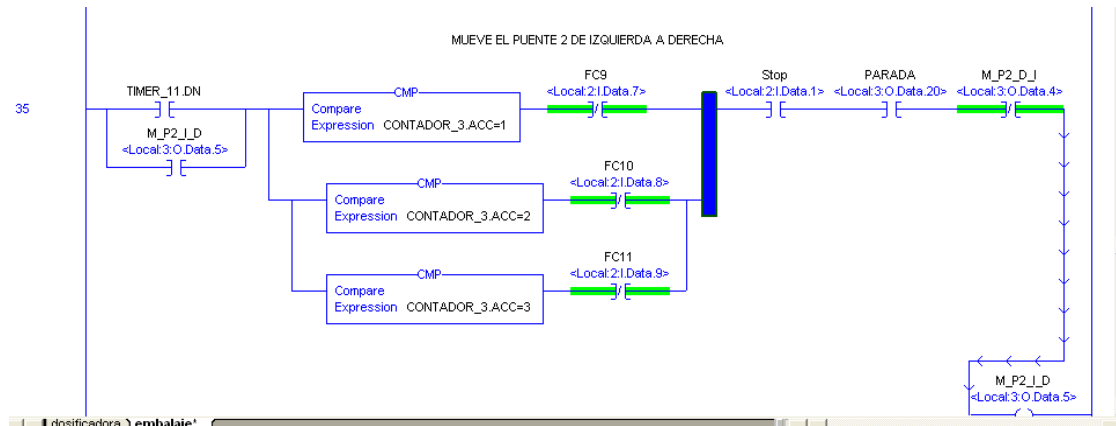 MUEVE EL PUENTE 2 DE IZQUIERDA A DERECHA
35
TIMER_11.DN
M_P2_I_D
<Local:3:O.Data.5>
CMP
Compare
Expression CONTADOR_3.ACC=1
FC9
<Local:2:I.Data.7>
Stop
<Local:2:I.Data.1>
PARADA
<Local:3:O.Data.20>
M_P2_D_I
<Local:3:O.Data.4>
CMP
Compare
Expression CONTADOR_3.ACC=2
FC10
<Local:2:I.Data.8>
CMP
Compare
Expression CONTADOR_3.ACC=3
FC11
<Local:2:I.Data.9>
M_P2_I_D
<Local:3:O.Data.5>
dosificadora embalaje*